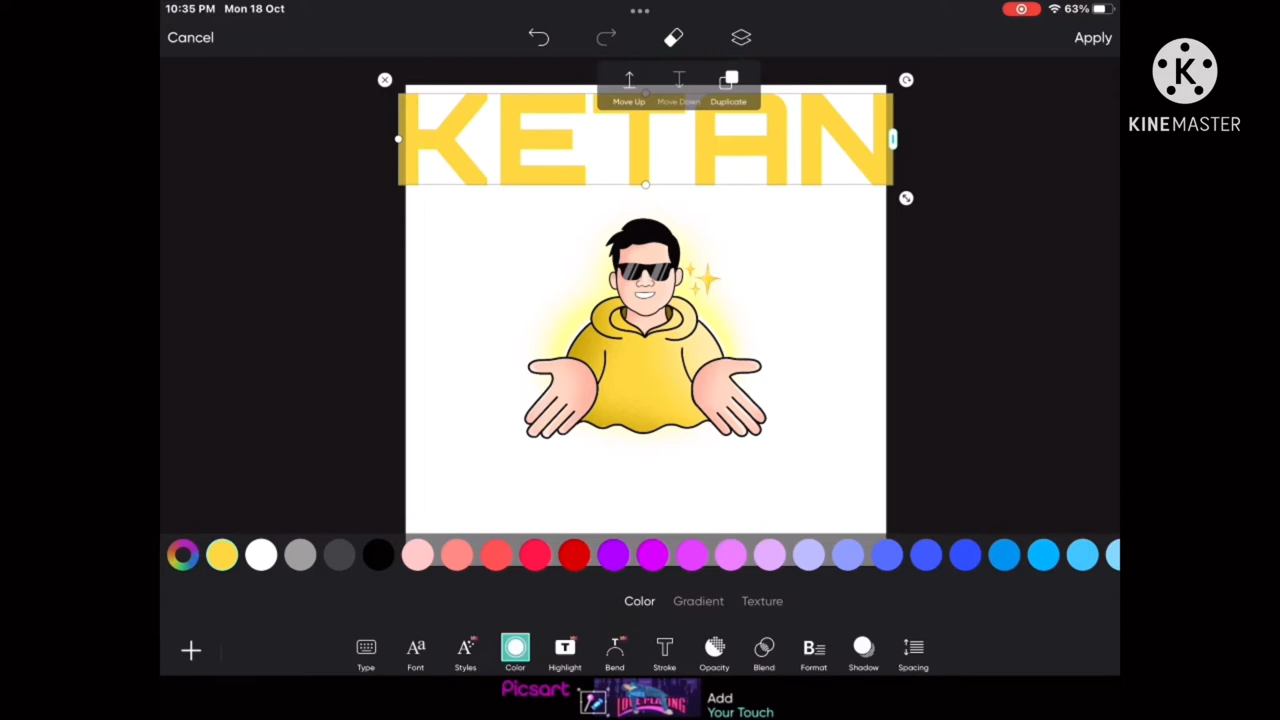 10:35 PM Mon 18 Oct
63%
Cancel
Apply
K
KINEMASTER
Move Up Move Down Duplicate
KETAN
Color Gradient Texture
Type Font Styles Color Highlight Bend Stroke Opacity Blend Format Shadow Spacing
Picsart
Add
Your Touch